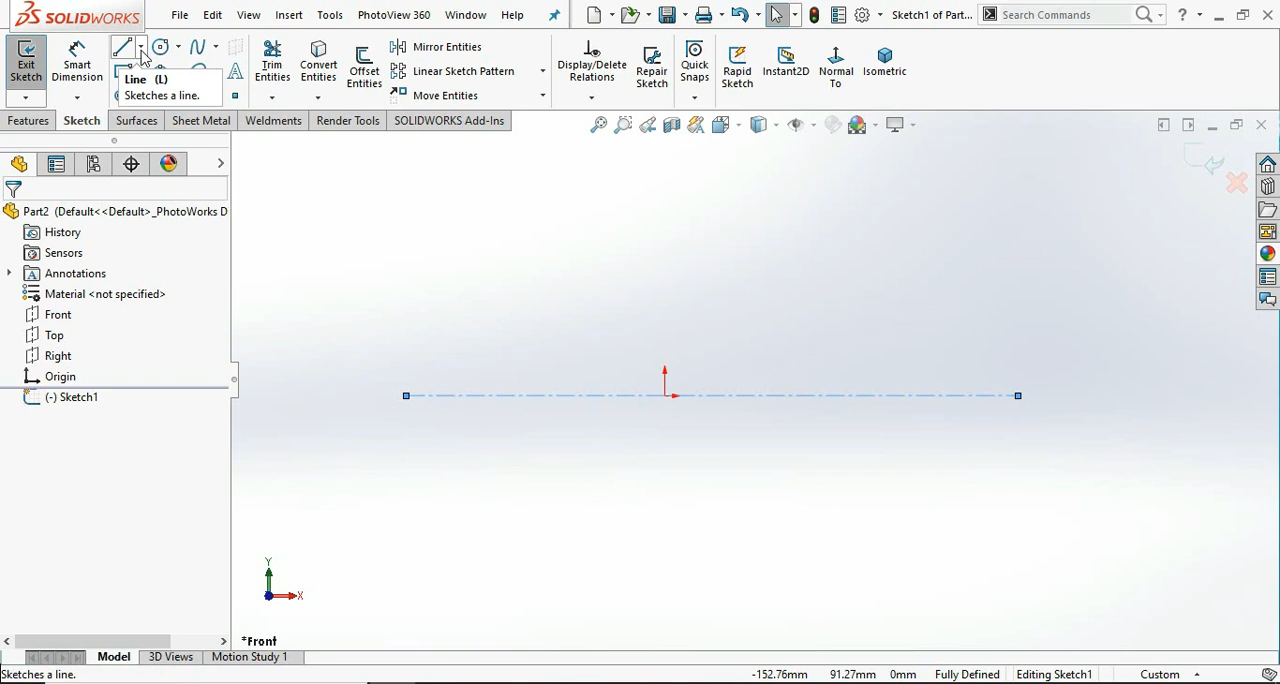 SOLIDWORKS File Edit View Insert Tools PhotoView 360 Window Help Sketch1 of Part... Search Commands
Exit Sketch
Smart Dimension
Trim Entities
Convert Entities
Offset Entities
Mirror Entities
Linear Sketch Pattern
Move Entities
Display/Delete Relations
Repair Sketch
Quick Snaps
Rapid Sketch
Instant2D
Normal To
Isometric
Line (L)
Sketches a line.
Features Sketch Surfaces Sheet Metal Weldments Render Tools SOLIDWORKS Add-Ins
Part2 (Default<<Default>_PhotoWorks D
History
Sensors
Annotations
Material <not specified>
Front
Top
Right
Origin
(-) Sketch1
Y
X
*Front
Model 3D Views Motion Study 1
Sketches a line. -152.76mm 91.27mm 0mm Fully Defined Editing Sketch1 Custom